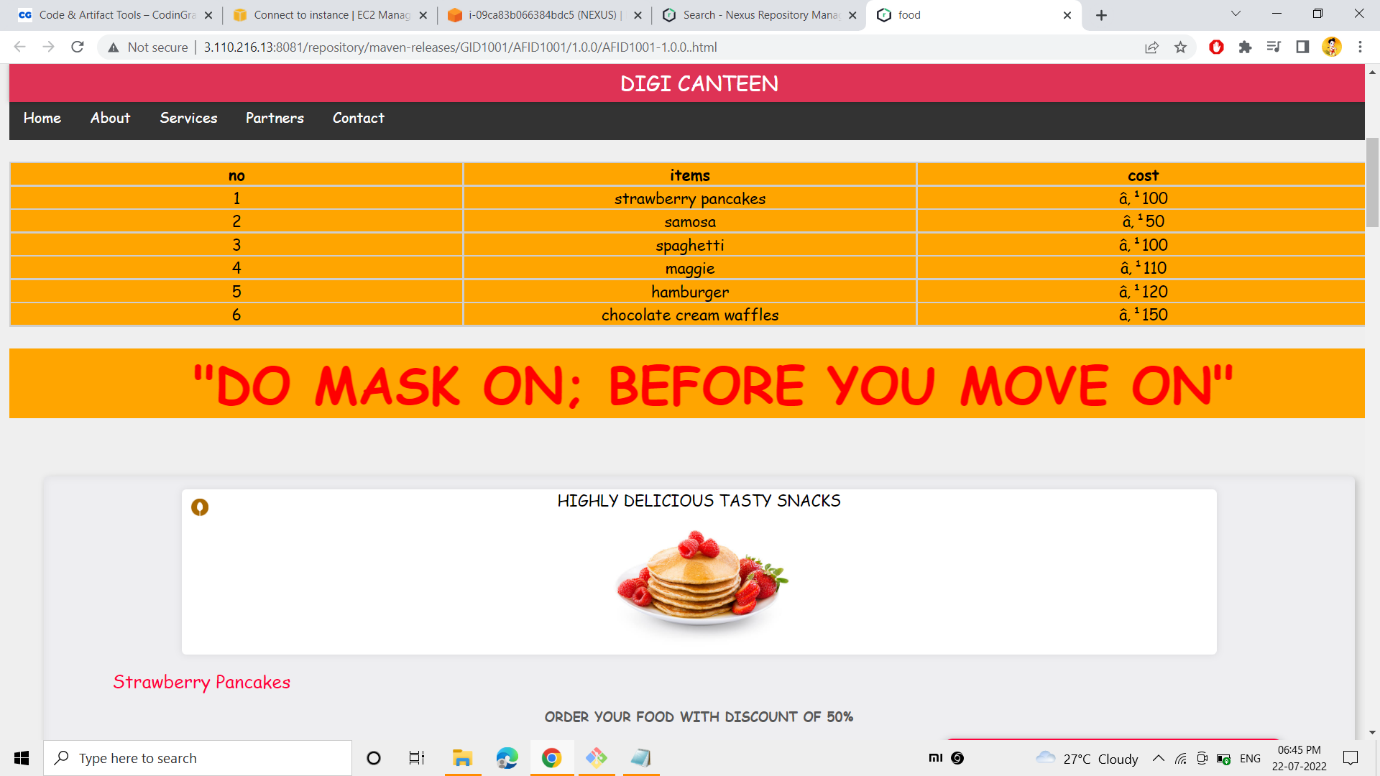 Code & Artifact Tools – CodinGra
Connect to instance | EC2 Manag
i-09ca83b066384bdc5 (NEXUS) |
Search - Nexus Repository Mana
food
Not secure | 3.110.216.13:8081/repository/maven-releases/GID1001/AFID1001/1.0.0/AFID1001-1.0.0..html
DIGI CANTEEN
Home About Services Partners Contact
no items cost
1 strawberry pancakes â‚¹100
2 samosa â‚¹50
3 spaghetti â‚¹100
4 maggie â‚¹110
5 hamburger â‚¹120
6 chocolate cream waffles â‚¹150
"DO MASK ON; BEFORE YOU MOVE ON"
HIGHLY DELICIOUS TASTY SNACKS
Strawberry Pancakes
ORDER YOUR FOOD WITH DISCOUNT OF 50%
Type here to search
27°C Cloudy
ENG
06:45 PM
22-07-2022